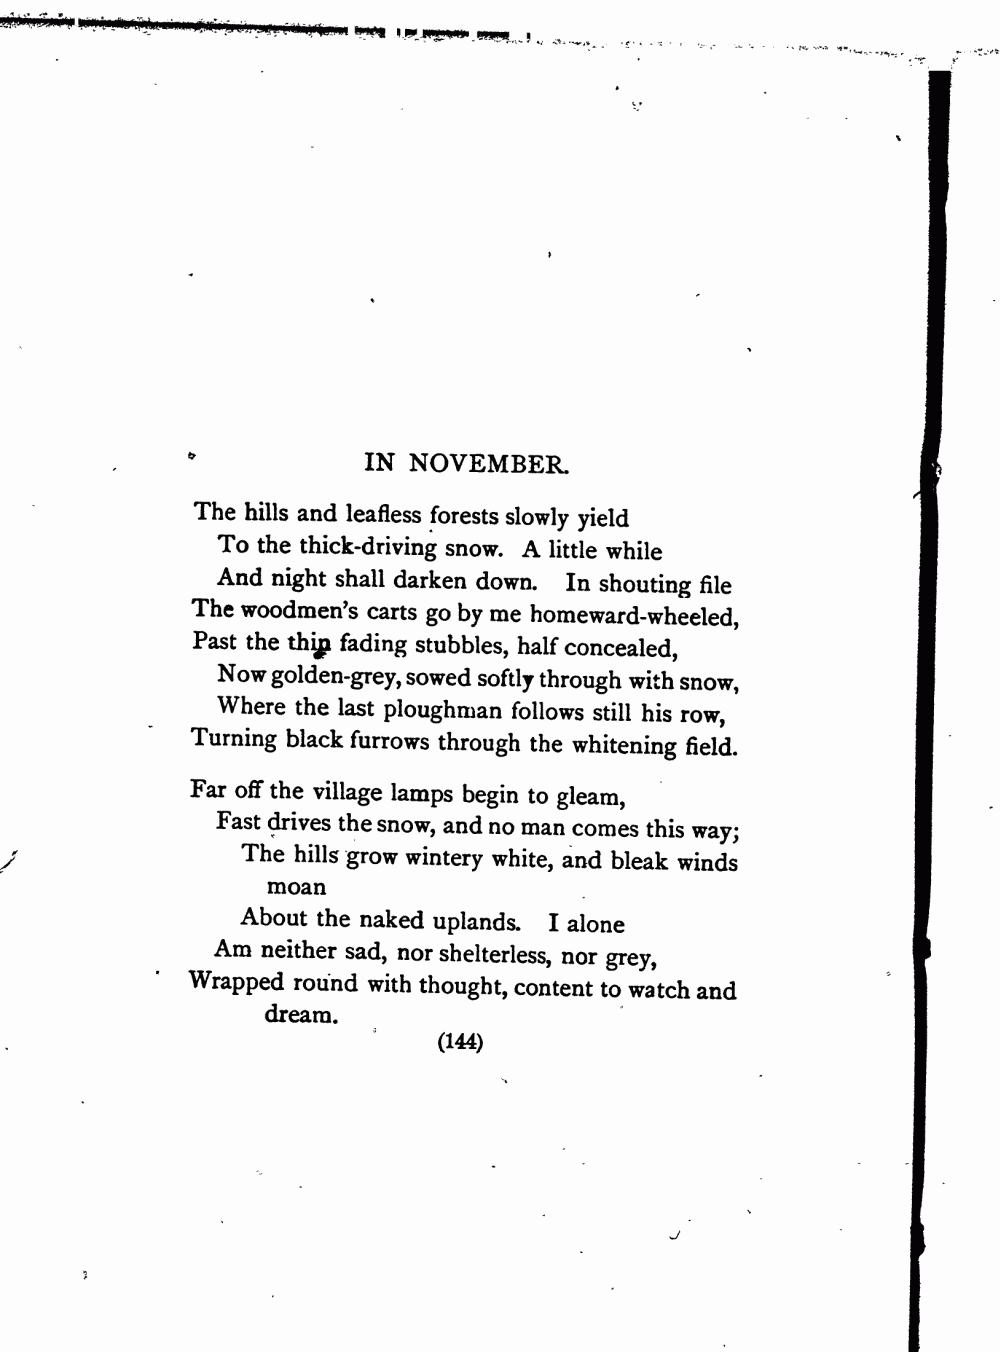 IN NOVEMBER.
The hills and leafless forests slowly yield
To the thick-driving snow. A little while
And night shall darken down. In shouting file
The woodmen's carts go by me homeward-wheeled,
Past the thin fading stubbles, half concealed,
Now golden-grey, sowed softly through with snow,
Where the last ploughman follows still his row,
Turning black furrows through the whitening field.
Far off the village lamps begin to gleam,
Fast drives the snow, and no man comes this way;
The hills grow wintery white, and bleak winds
moan
About the naked uplands. I alone
Am neither sad, nor shelterless, nor grey,
Wrapped round with thought, content to watch and
dream.
(144)